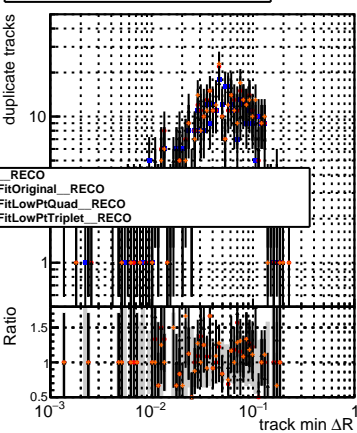 duplicate tracks
10
__RECO
FitOriginal__RECO
FitLowPtQuad__RECO
FitLowPtTriplet__RECO
1
Ratio
1.5
1
0.5
10−3 10−2 10−1 1
track min ΔR